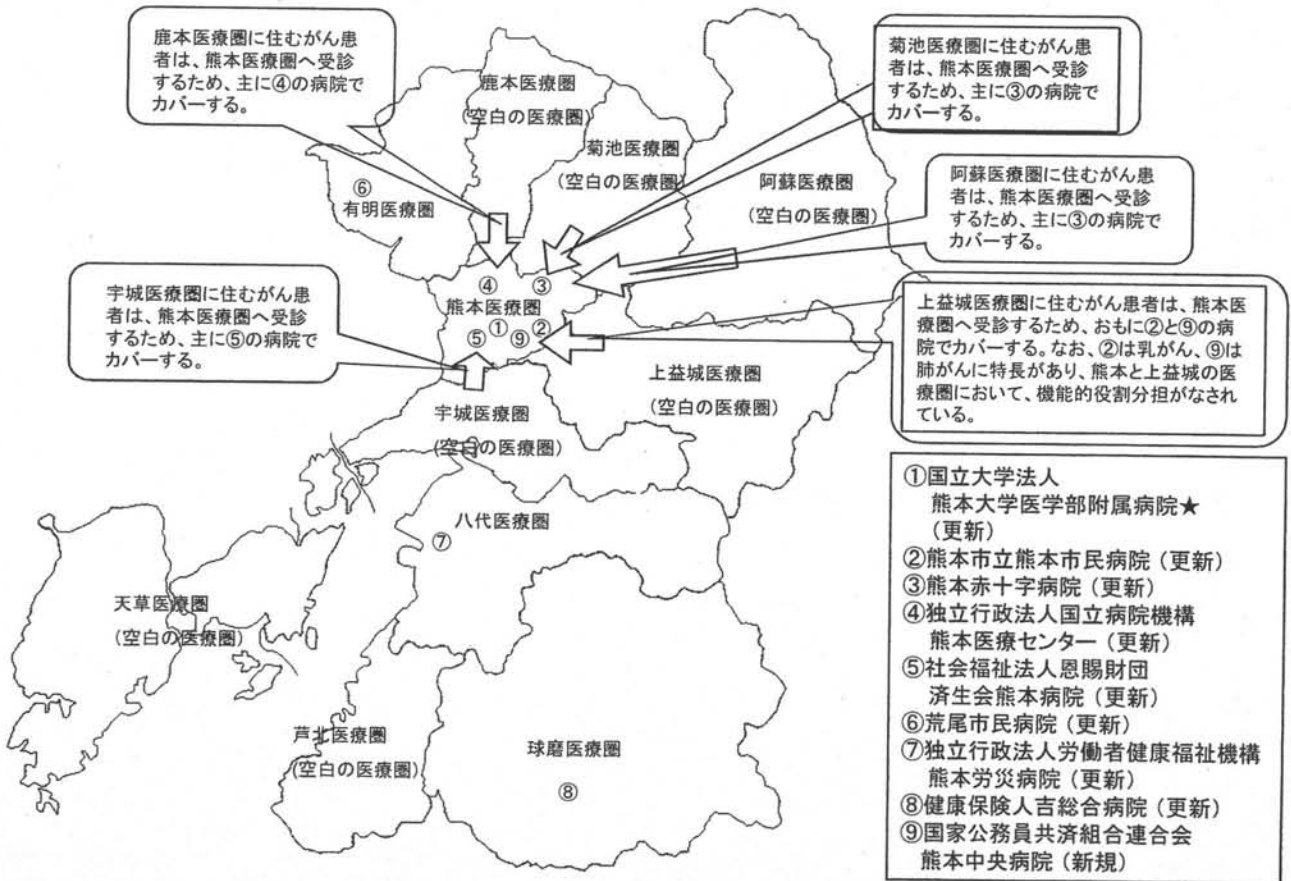 鹿本医療圏に住むがん患
者は、熊本医療圏へ受診
するため、主に④の病院で
カバーする。
菊池医療圏に住むがん患
者は、熊本医療圏へ受診
するため、主に③の病院で
カバーする。
鹿本医療圏
(空白の医療圏)
菊池医療圏
(空白の医療圏)
阿蘇医療圏
(空白の医療圏)
阿蘇医療圏に住むがん患
者は、熊本医療圏へ受診
するため、主に③の病院で
カバーする。
⑥
有明医療圏
宇城医療圏に住むがん患
者は、熊本医療圏へ受診
するため、主に⑤の病院で
カバーする。
④ ③
熊本医療圏
① ②
⑤ ⑨
上益城医療圏に住むがん患者は、熊本医
療圏へ受診するため、おもに②と⑨の病
院でカバーする。なお、②は乳がん、⑨は
肺がんに特長があり、熊本と上益城の医
療圏において、機能的役割分担がなされ
ている。
上益城医療圏
(空白の医療圏)
宇城医療圏
(空白の医療圏)
八代医療圏
⑦
天草医療圏
(空白の医療圏)
芦北医療圏
(空白の医療圏)
球磨医療圏
⑧
①国立大学法人
熊本大学医学部附属病院★
(更新)
②熊本市立熊本市民病院(更新)
③熊本赤十字病院(更新)
④独立行政法人国立病院機構
熊本医療センター(更新)
⑤社会福祉法人恩賜財団
済生会熊本病院(更新)
⑥荒尾市民病院(更新)
⑦独立行政法人労働者健康福祉機構
熊本労災病院(更新)
⑧健康保険人吉総合病院(更新)
⑨国家公務員共済組合連合会
熊本中央病院(新規)